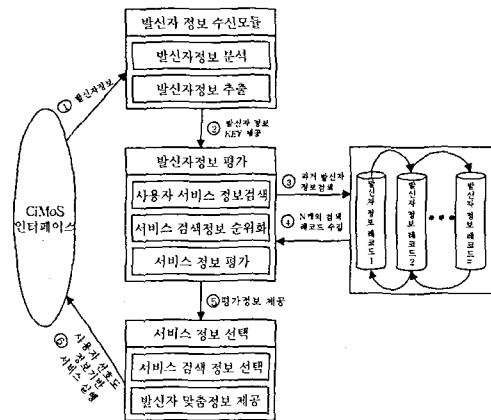 발신자 정보 수신모듈
발신자정보 분석
발신자정보 추출
① 발신자정보
② 발신자 정보
KEY 제공
발신자정보 평가
사용자 서비스 정보검색
서비스 검색정보 순위화
서비스 정보 평가
③ 과거 발신자
정보검색
④ N개의 검색
레코드 수집
발신자 정보 레코드1
발신자 정보 레코드2
발신자 정보 레코드n
CiMoS
인터페이스
⑤평가정보 제공
서비스 정보 선택
서비스 검색 정보 선택
발신자 맞춤정보 제공
⑥ 사용자 선호도
정보기반
서비스 실행